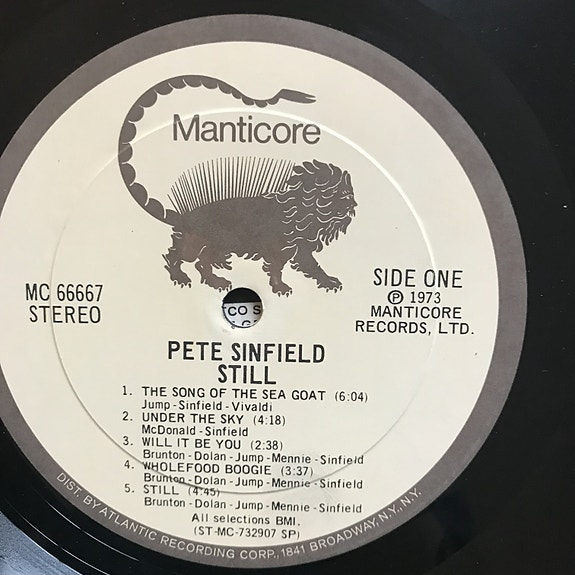 Manticore
MC 66667
STEREO
SIDE ONE
Ⓟ 1973
MANTICORE
RECORDS, LTD.
PETE SINFIELD
STILL
1. THE SONG OF THE SEA GOAT (6:04)
Jump-Sinfield-Vivaldi
2. UNDER THE SKY (4:18)
McDonald-Sinfield
3. WILL IT BE YOU (2:38)
Brunton-Dolan-Jump-Mennie-Sinfield
4. WHOLEFOOD BOOGIE (3:37)
Brunton-Dolan-Jump-Mennie-Sinfield
5. STILL (4:45)
Brunton-Dolan-Jump-Mennie-Sinfield
All selections BMI.
(ST-MC-732907 SP)
DIST. BY ATLANTIC RECORDING CORP., 1841 BROADWAY, N.Y., N.Y.